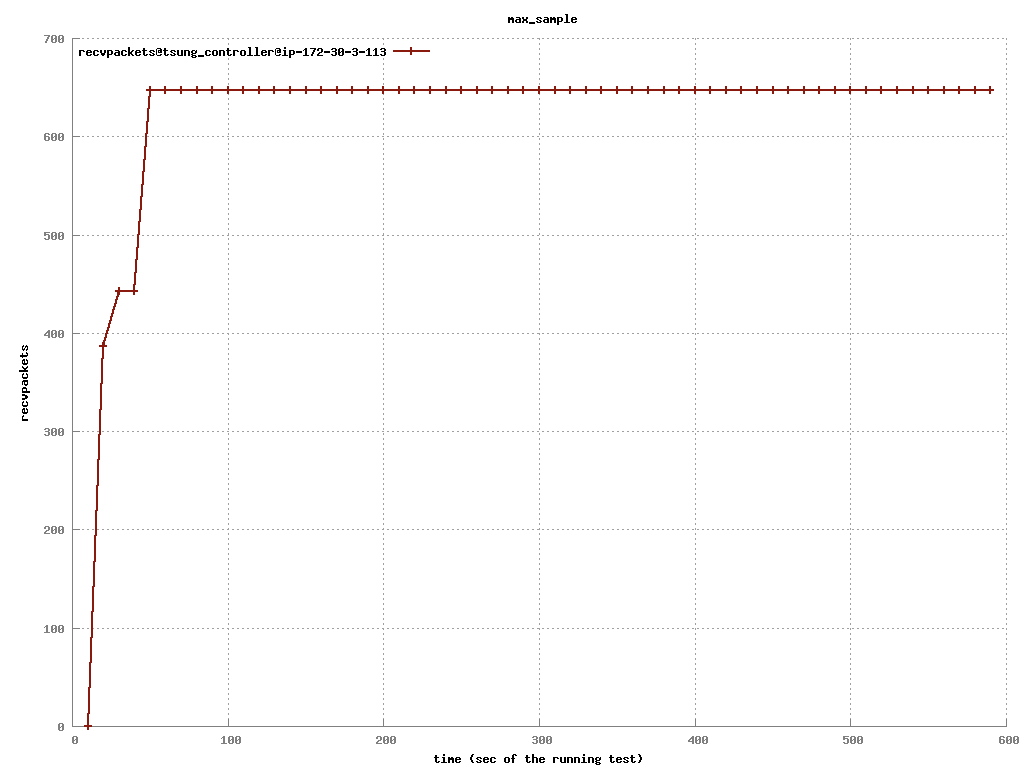 max_sample
700
recvpackets@tsung_controller@ip-172-30-3-113
600
500
400
recvpackets
300
200
100
0
0 100 200 300 400 500 600
time (sec of the running test)